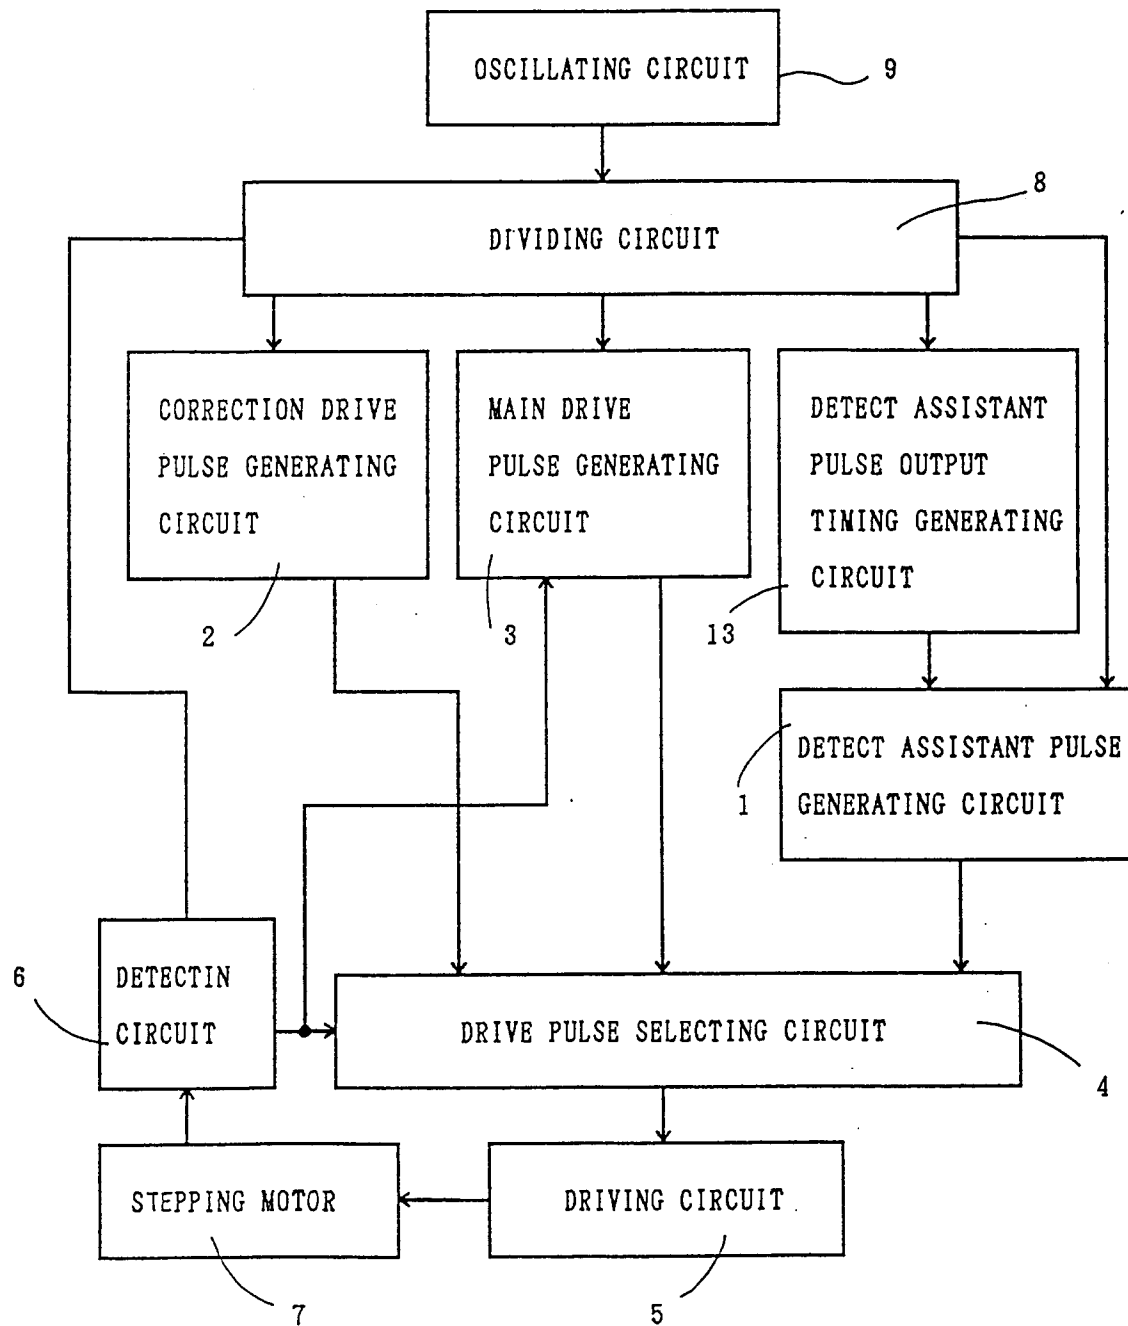 OSCILLATING CIRCUIT
9
8
DIVIDING CIRCUIT
CORRECTION DRIVE
PULSE GENERATING
CIRCUIT
2
MAIN DRIVE
PULSE GENERATING
CIRCUIT
3
DETECT ASSISTANT
PULSE OUTPUT
TIMING GENERATING
CIRCUIT
13
DETECT ASSISTANT PULSE
GENERATING CIRCUIT
1
6
DETECTIN
CIRCUIT
DRIVE PULSE SELECTING CIRCUIT
4
STEPPING MOTOR
7
DRIVING CIRCUIT
5